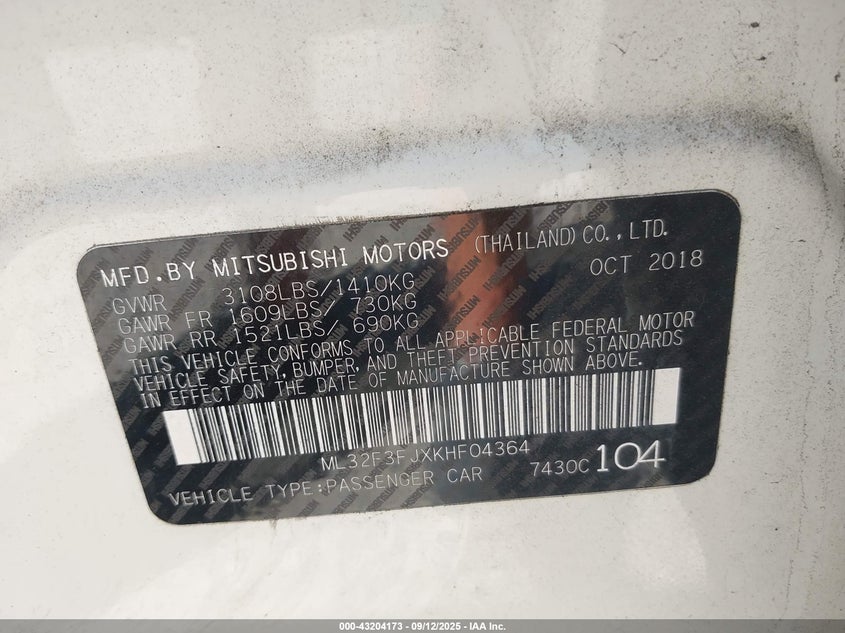 MFD.BY MITSUBISHI MOTORS (THAILAND)CO.,LTD.
GVWR 3108LBS/1410KG OCT 2018
GAWR FR 1609LBS/ 730KG
GAWR RR 1521LBS/ 690KG
THIS VEHICLE CONFORMS TO ALL APPLICABLE FEDERAL MOTOR
VEHICLE SAFETY,BUMPER,AND THEFT PREVENTION STANDARDS
IN EFFECT ON THE DATE OF MANUFACTURE SHOWN ABOVE.
ML32F3FJXKHF04364
VEHICLE TYPE:PASSENGER CAR 7430C 104
000-43204173 - 09/12/2025 - IAA Inc.